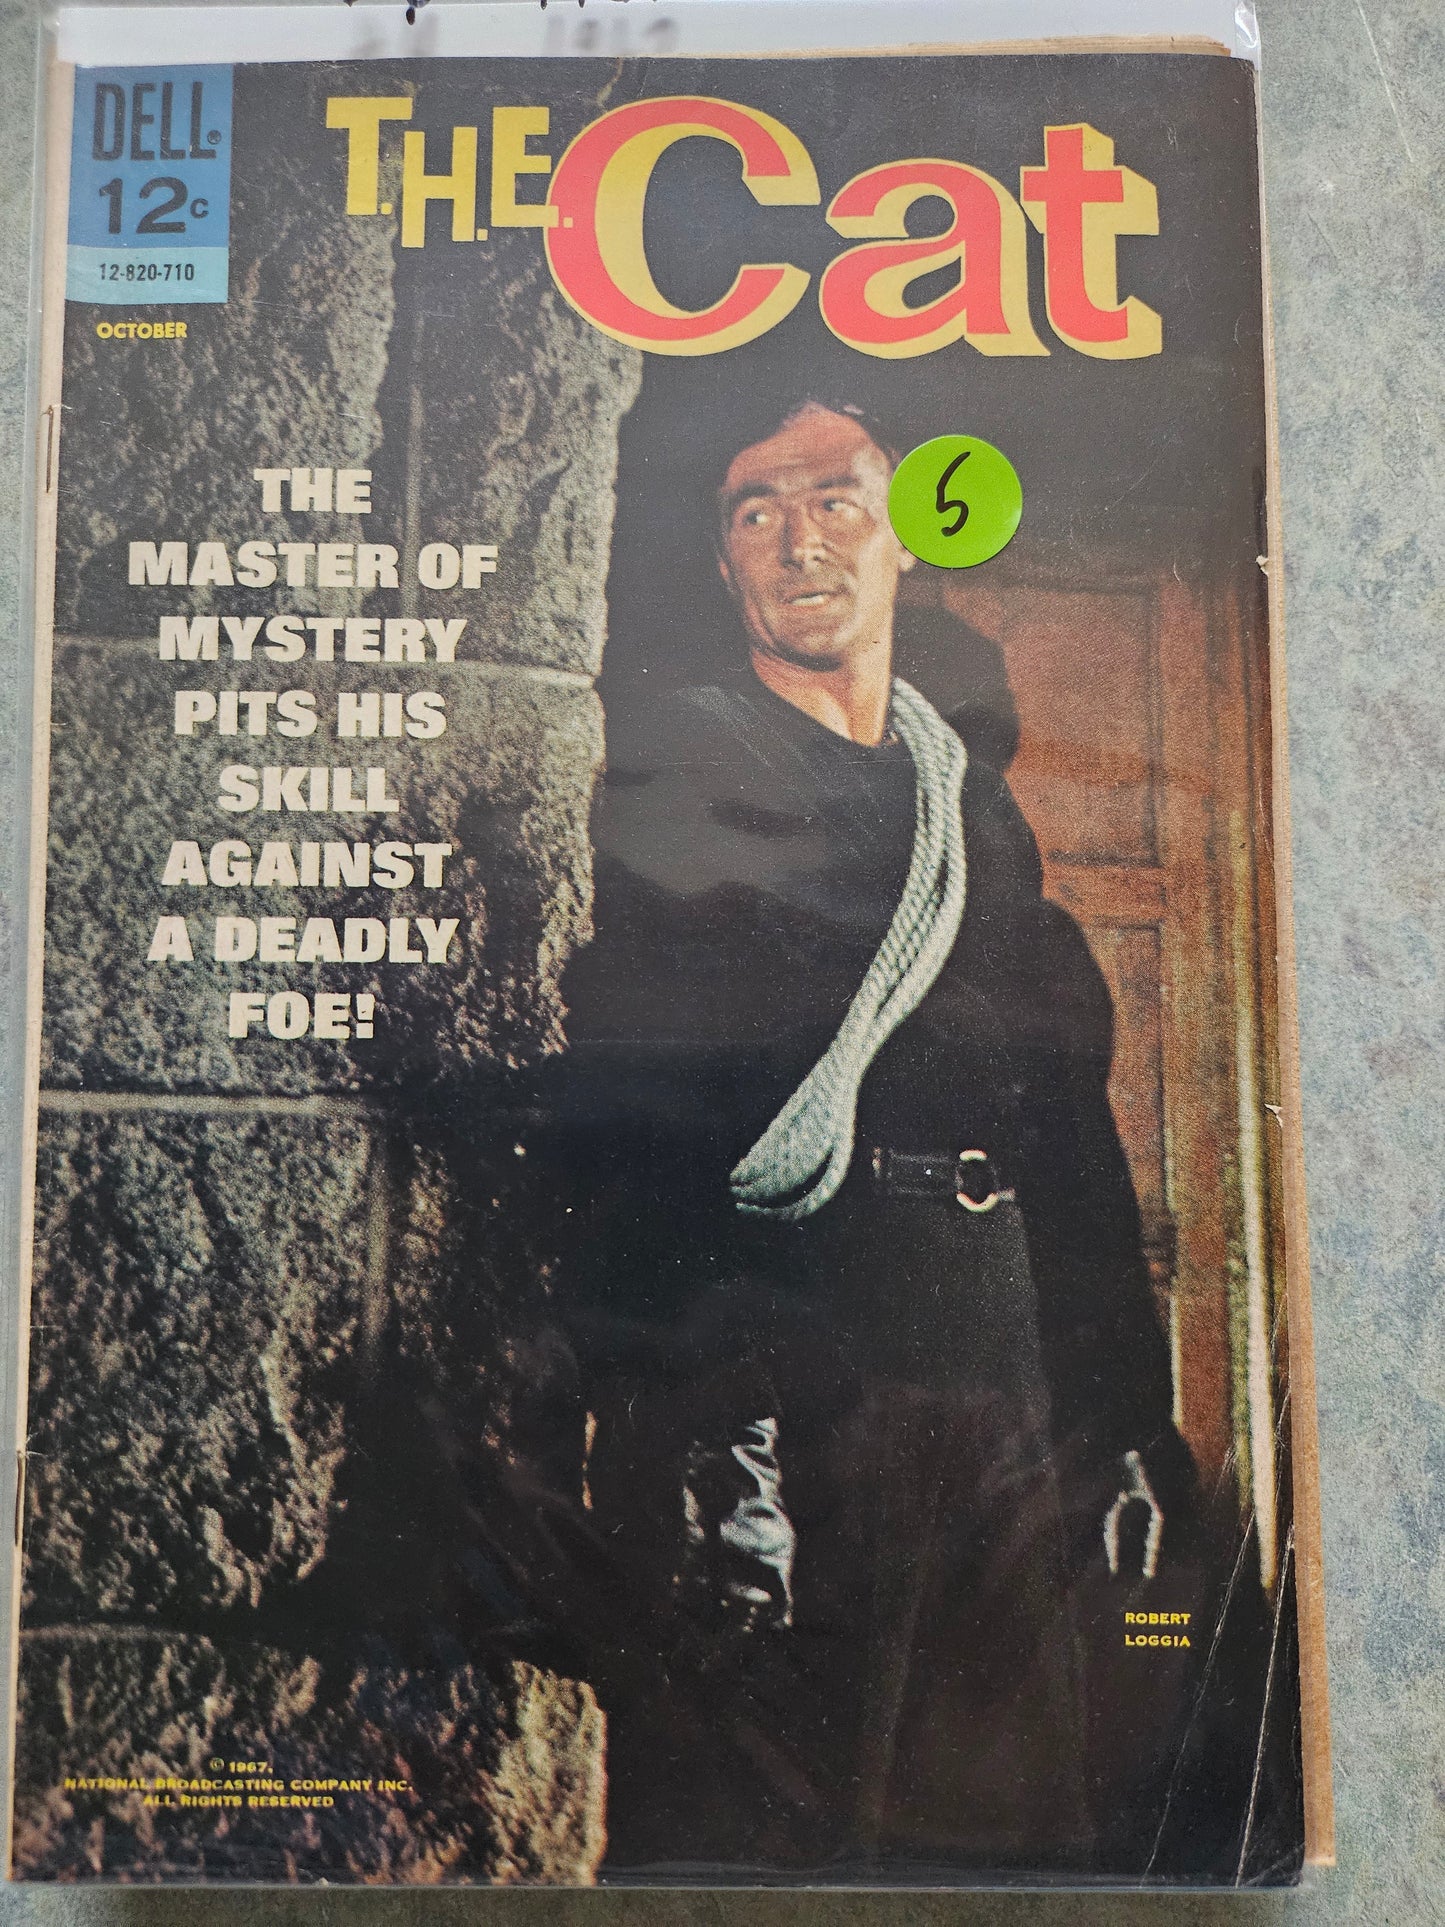 DELL®
12c
12-820-710
OCTOBER
T.H.E. Cat
5
THE
MASTER OF
MYSTERY
PITS HIS
SKILL
AGAINST
A DEADLY
FOE!
ROBERT
LOGGIA
© 1967,
NATIONAL BROADCASTING COMPANY INC.
ALL RIGHTS RESERVED